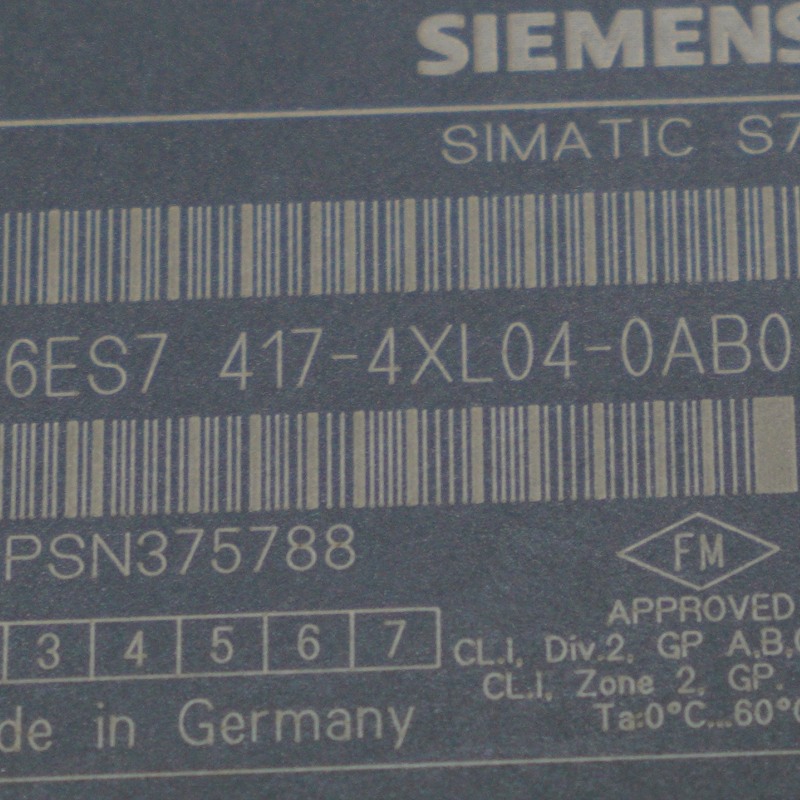 SIEMENS
SIMATIC S7
6ES7 417-4XL04-0AB0
PSN375788
FM
APPROVED
3 4 5 6 7
CL.I, Div.2, GP A,B,
CL.I, Zone 2, GP.
Ta:0°C...60°C
de in Germany